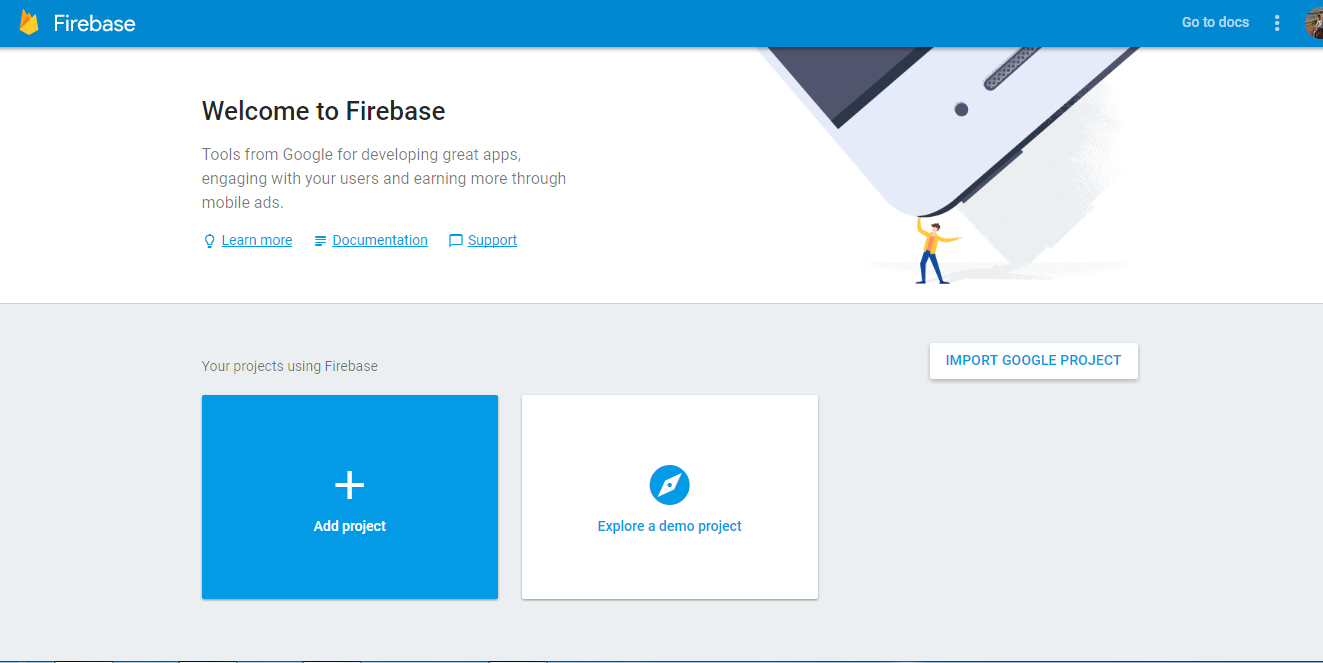 Firebase
Go to docs
Welcome to Firebase
Tools from Google for developing great apps,
engaging with your users and earning more through
mobile ads.
Learn more
Documentation
Support
Your projects using Firebase
IMPORT GOOGLE PROJECT
Add project
Explore a demo project